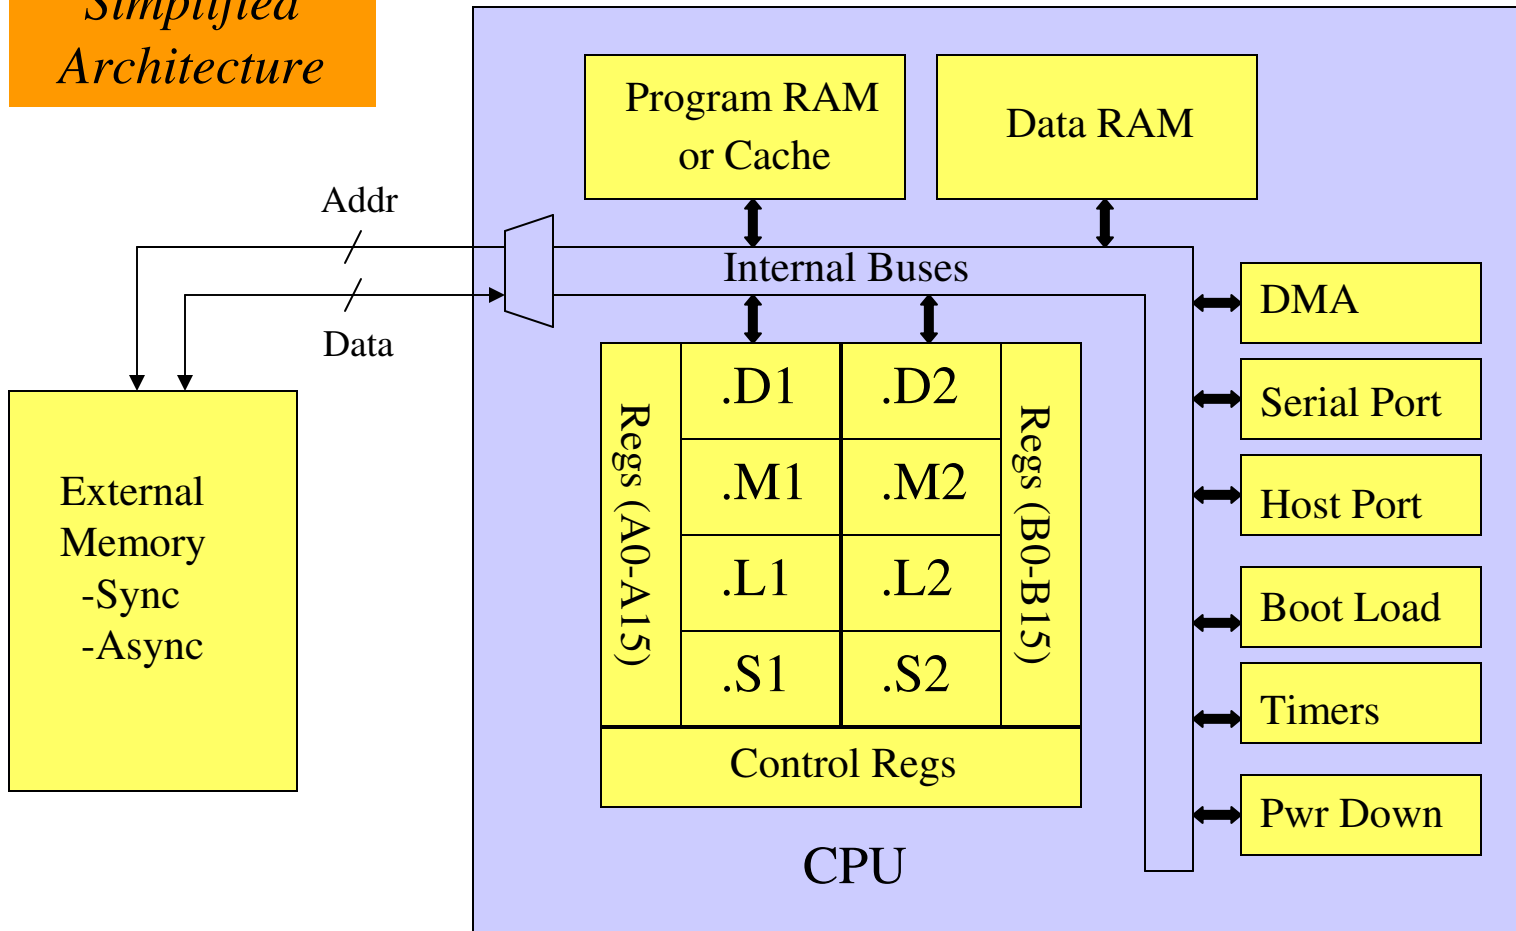 Simplified
Architecture
Program RAM
or Cache
Data RAM
Addr
Internal Buses
Data
DMA
Serial Port
Host Port
Boot Load
Timers
Pwr Down
External
Memory
-Sync
-Async
Regs (A0-A15)
.D1
.D2
.M1
.M2
.L1
.L2
.S1
.S2
Regs (B0-B15)
Control Regs
CPU